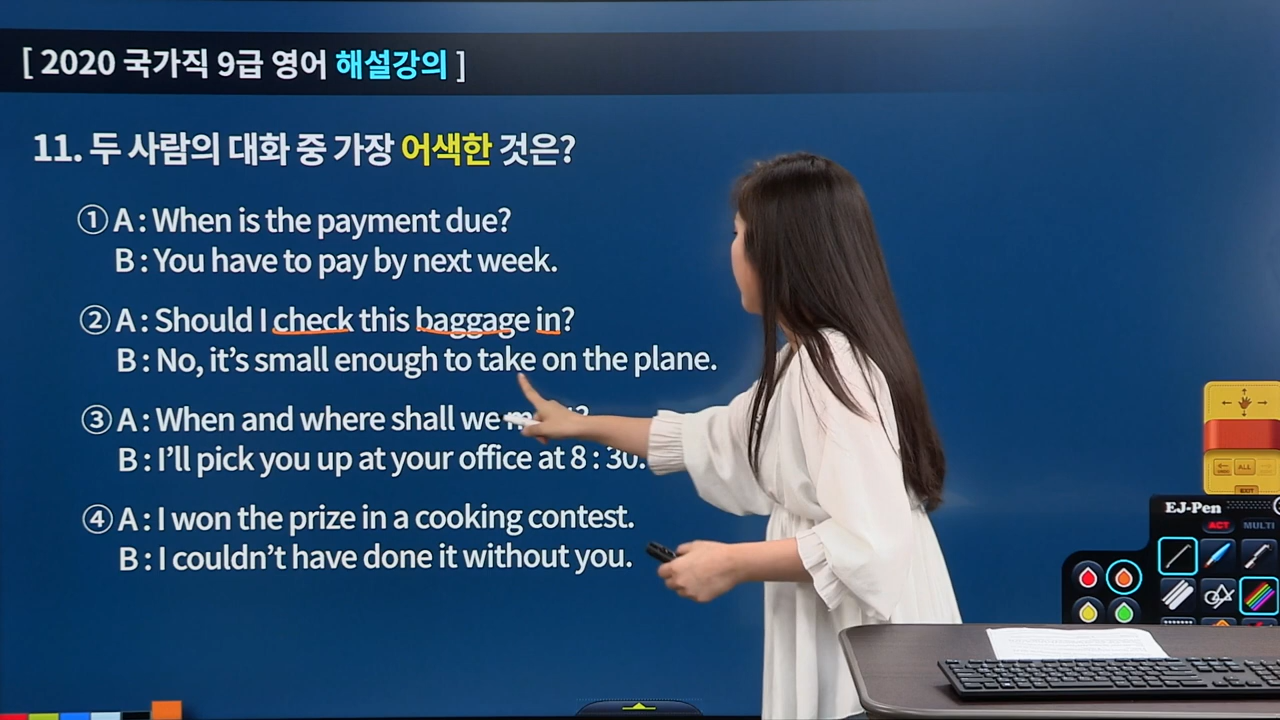 [ 2020 국가직 9급 영어 해설강의 ]
11. 두 사람의 대화 중 가장 어색한 것은?
① A : When is the payment due?
B : You have to pay by next week.
② A : Should I check this baggage in?
B : No, it's small enough to take on the plane.
③ A : When and where shall we
B : I'll pick you up at your office at 8 : 30.
④ A : I won the prize in a cooking contest.
B : I couldn't have done it without you.
ALL
EXIT
EJ-Pen
ACT MULTI